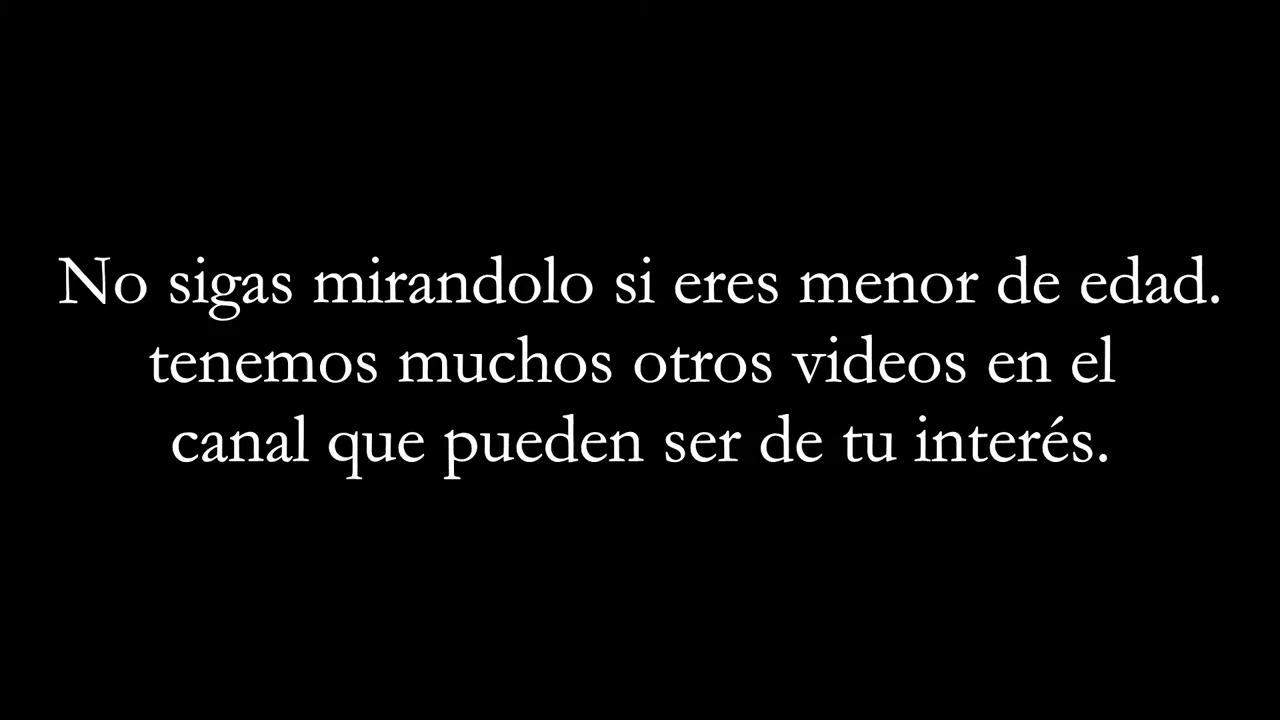 No sigas mirandolo si eres menor de edad.
tenemos muchos otros videos en el
canal que pueden ser de tu interés.